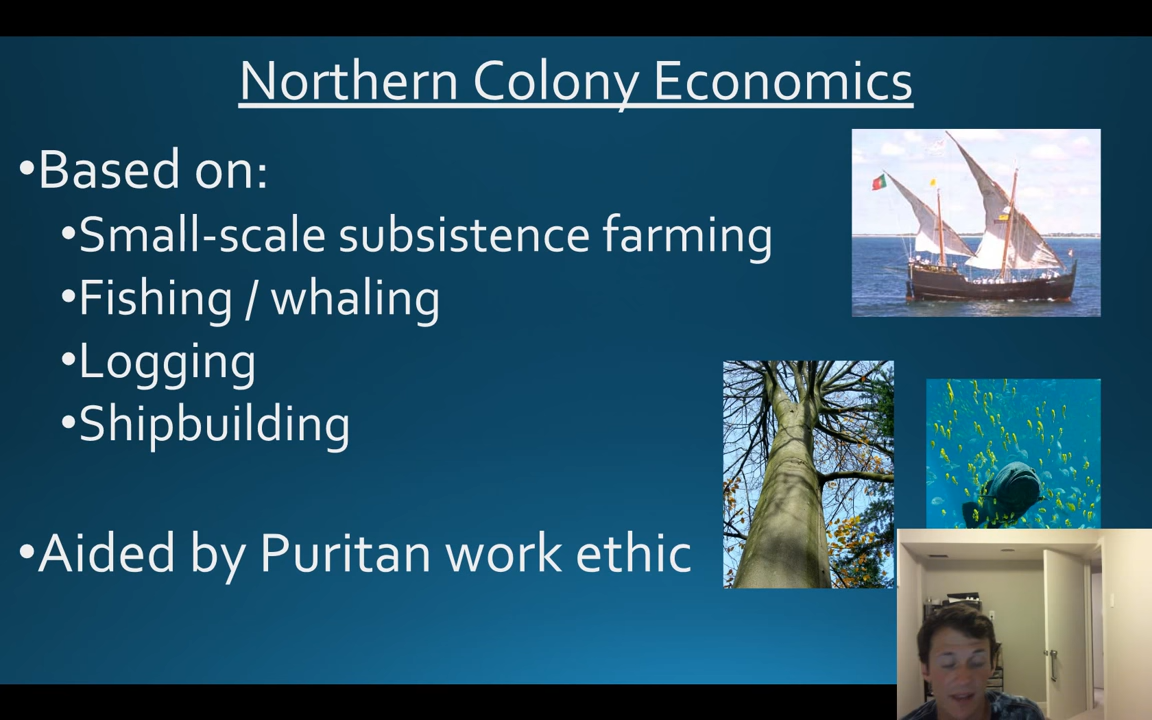 Northern Colony Economics
•Based on:
•Small-scale subsistence farming
•Fishing / whaling
•Logging
•Shipbuilding
•Aided by Puritan work ethic